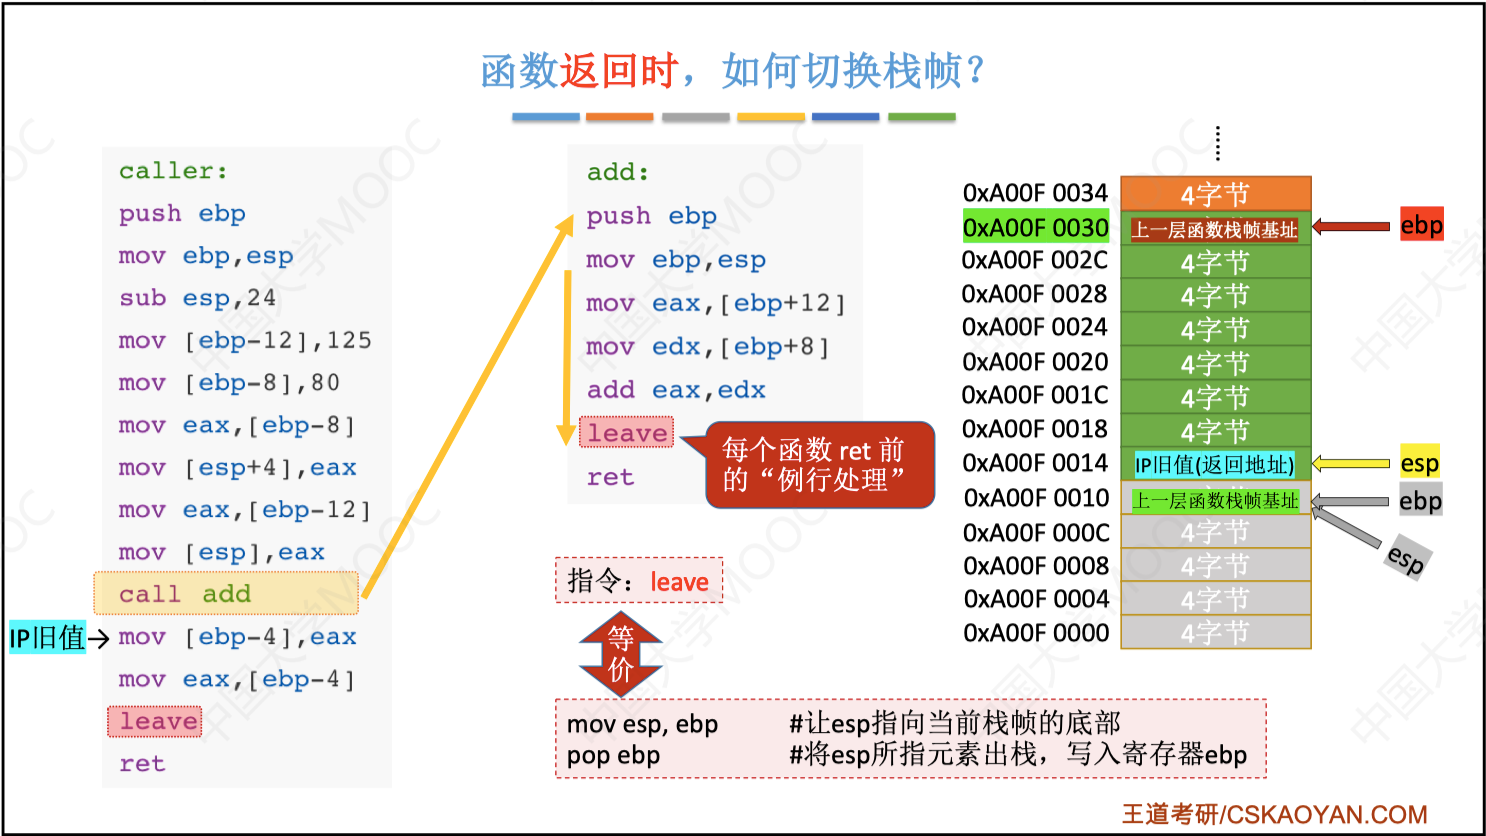 函数返回时，如何切换栈帧？
caller:
push ebp
mov ebp,esp
sub esp,24
mov [ebp-12],125
mov [ebp-8],80
mov eax,[ebp-8]
mov [esp+4],eax
mov eax,[ebp-12]
mov [esp],eax
call add
IP旧值→ mov [ebp-4],eax
mov eax,[ebp-4]
leave
ret
add:
push ebp
mov ebp,esp
mov eax,[ebp+12]
mov edx,[ebp+8]
add eax,edx
leave
ret
每个函数 ret 前
的“例行处理”
指令：leave
等
价
mov esp, ebp #让esp指向当前栈帧的底部
pop ebp #将esp所指元素出栈，写入寄存器ebp
0xA00F 0034 4字节
0xA00F 0030 上一层函数栈帧基址 ebp
0xA00F 002C 4字节
0xA00F 0028 4字节
0xA00F 0024 4字节
0xA00F 0020 4字节
0xA00F 001C 4字节
0xA00F 0018 4字节
0xA00F 0014 IP旧值(返回地址) esp
0xA00F 0010 上一层函数栈帧基址 ebp
esp
0xA00F 000C 4字节
0xA00F 0008 4字节
0xA00F 0004 4字节
0xA00F 0000 4字节
王道考研/CSKAOYAN.COM
中国大学MOOC